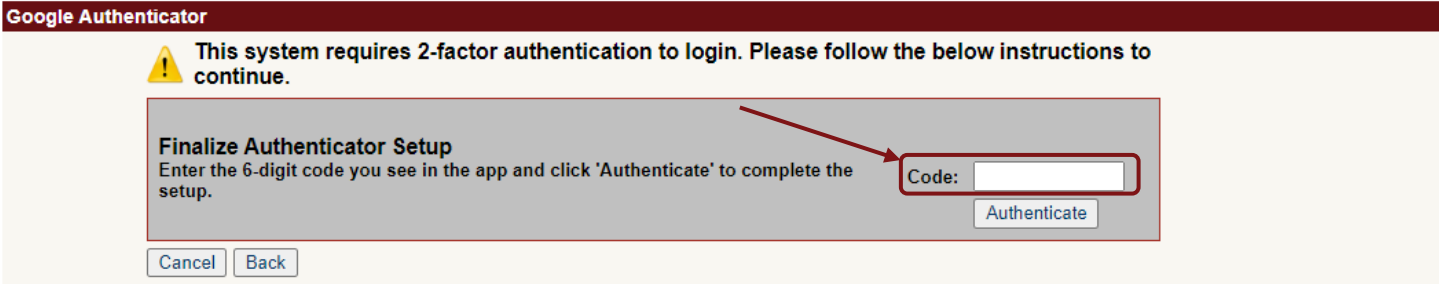 Google Authenticator
This system requires 2-factor authentication to login. Please follow the below instructions to
continue.
Finalize Authenticator Setup
Enter the 6-digit code you see in the app and click 'Authenticate' to complete the
setup.
Code:
Authenticate
Cancel Back